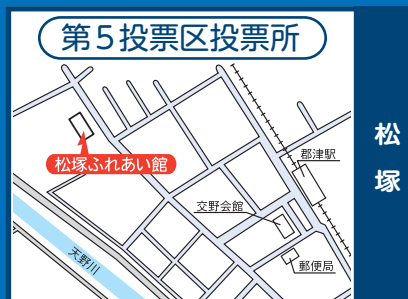 第５投票区投票所
松塚
郡津駅
松塚ふれあい館
交野会館
天野川
郵便局